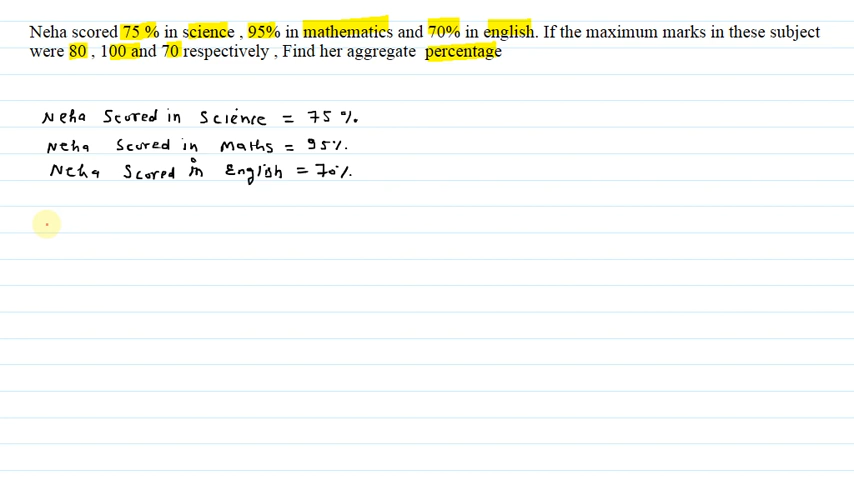 Neha scored 75 % in science , 95% in mathematics and 70% in english. If the maximum marks in these subject
were 80 , 100 and 70 respectively , Find her aggregate percentage
Neha Scored in Science = 75 %.
Neha Scored in Maths = 95%.
Neha Scored in English = 70%.